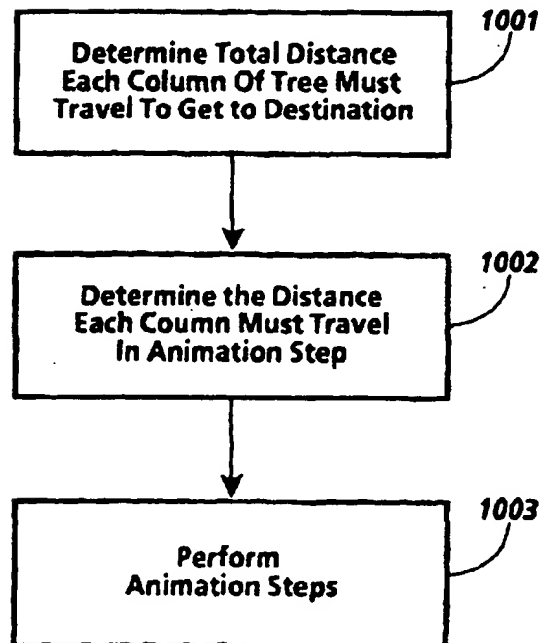 1001
Determine Total Distance
Each Column Of Tree Must
Travel To Get to Destination
1002
Determine the Distance
Each Coumn Must Travel
In Animation Step
1003
Perform
Animation Steps